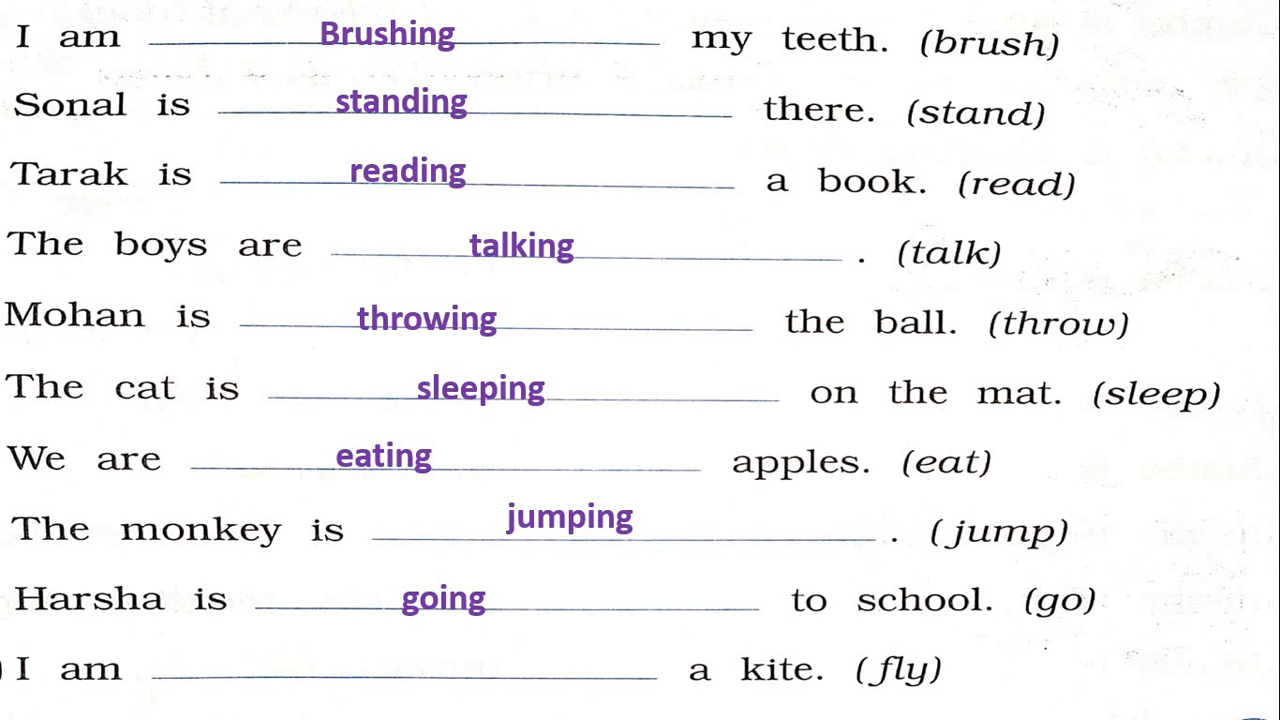 I am Brushing my teeth. (brush)
Sonal is standing there. (stand)
Tarak is reading a book. (read)
The boys are talking . (talk)
Mohan is throwing the ball. (throw)
The cat is sleeping on the mat. (sleep)
We are eating apples. (eat)
The monkey is jumping . (jump)
Harsha is going to school. (go)
) I am ____ a kite. (fly)